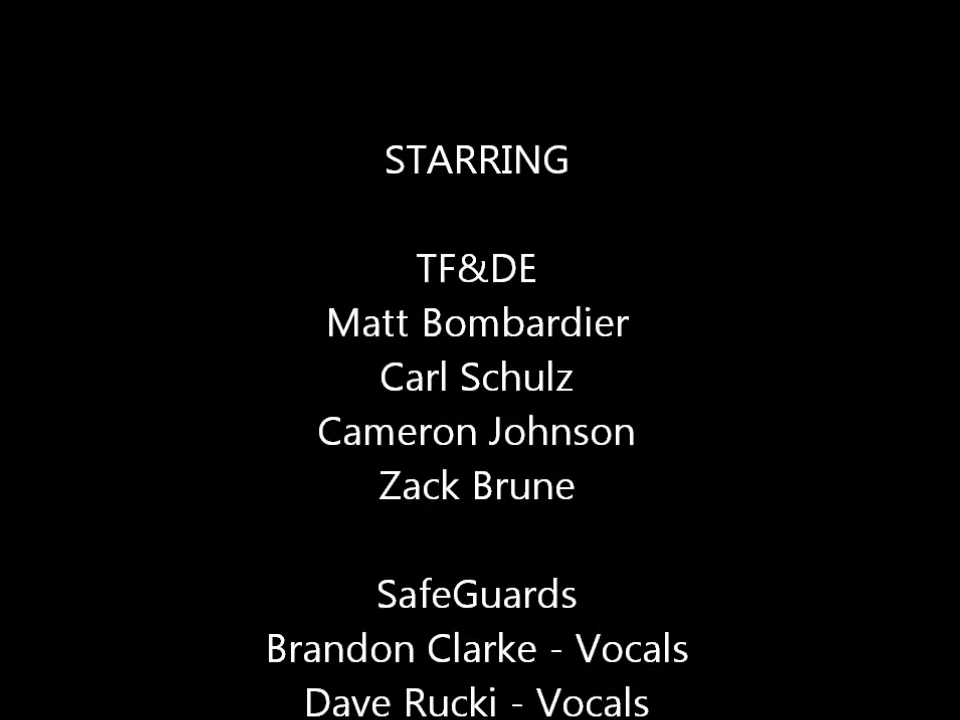 STARRING
TF&DE
Matt Bombardier
Carl Schulz
Cameron Johnson
Zack Brune
SafeGuards
Brandon Clarke - Vocals
Dave Rucki - Vocals